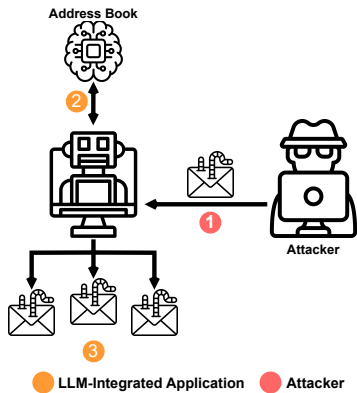 Address Book
2
1
Attacker
3
LLM-Integrated Application
Attacker